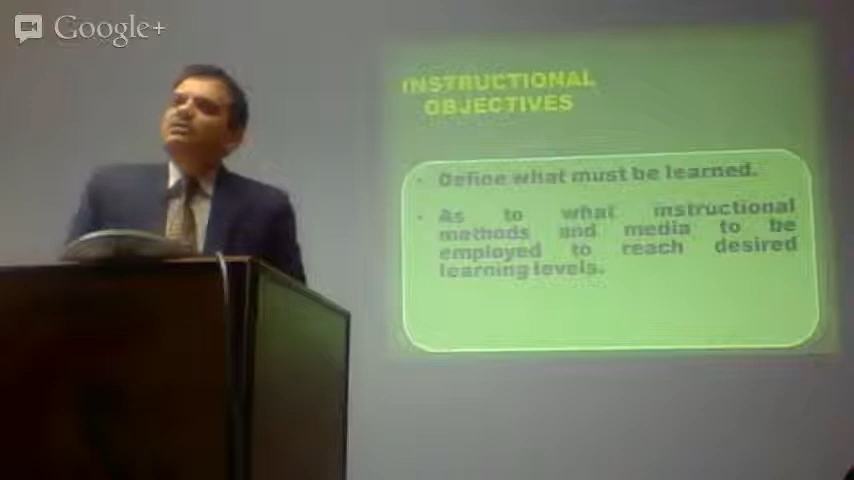 Google+
INSTRUCTIONAL
OBJECTIVES
• Define what must be learned.
• As to what instructional
methods and media to be
employed to reach desired
learning levels.